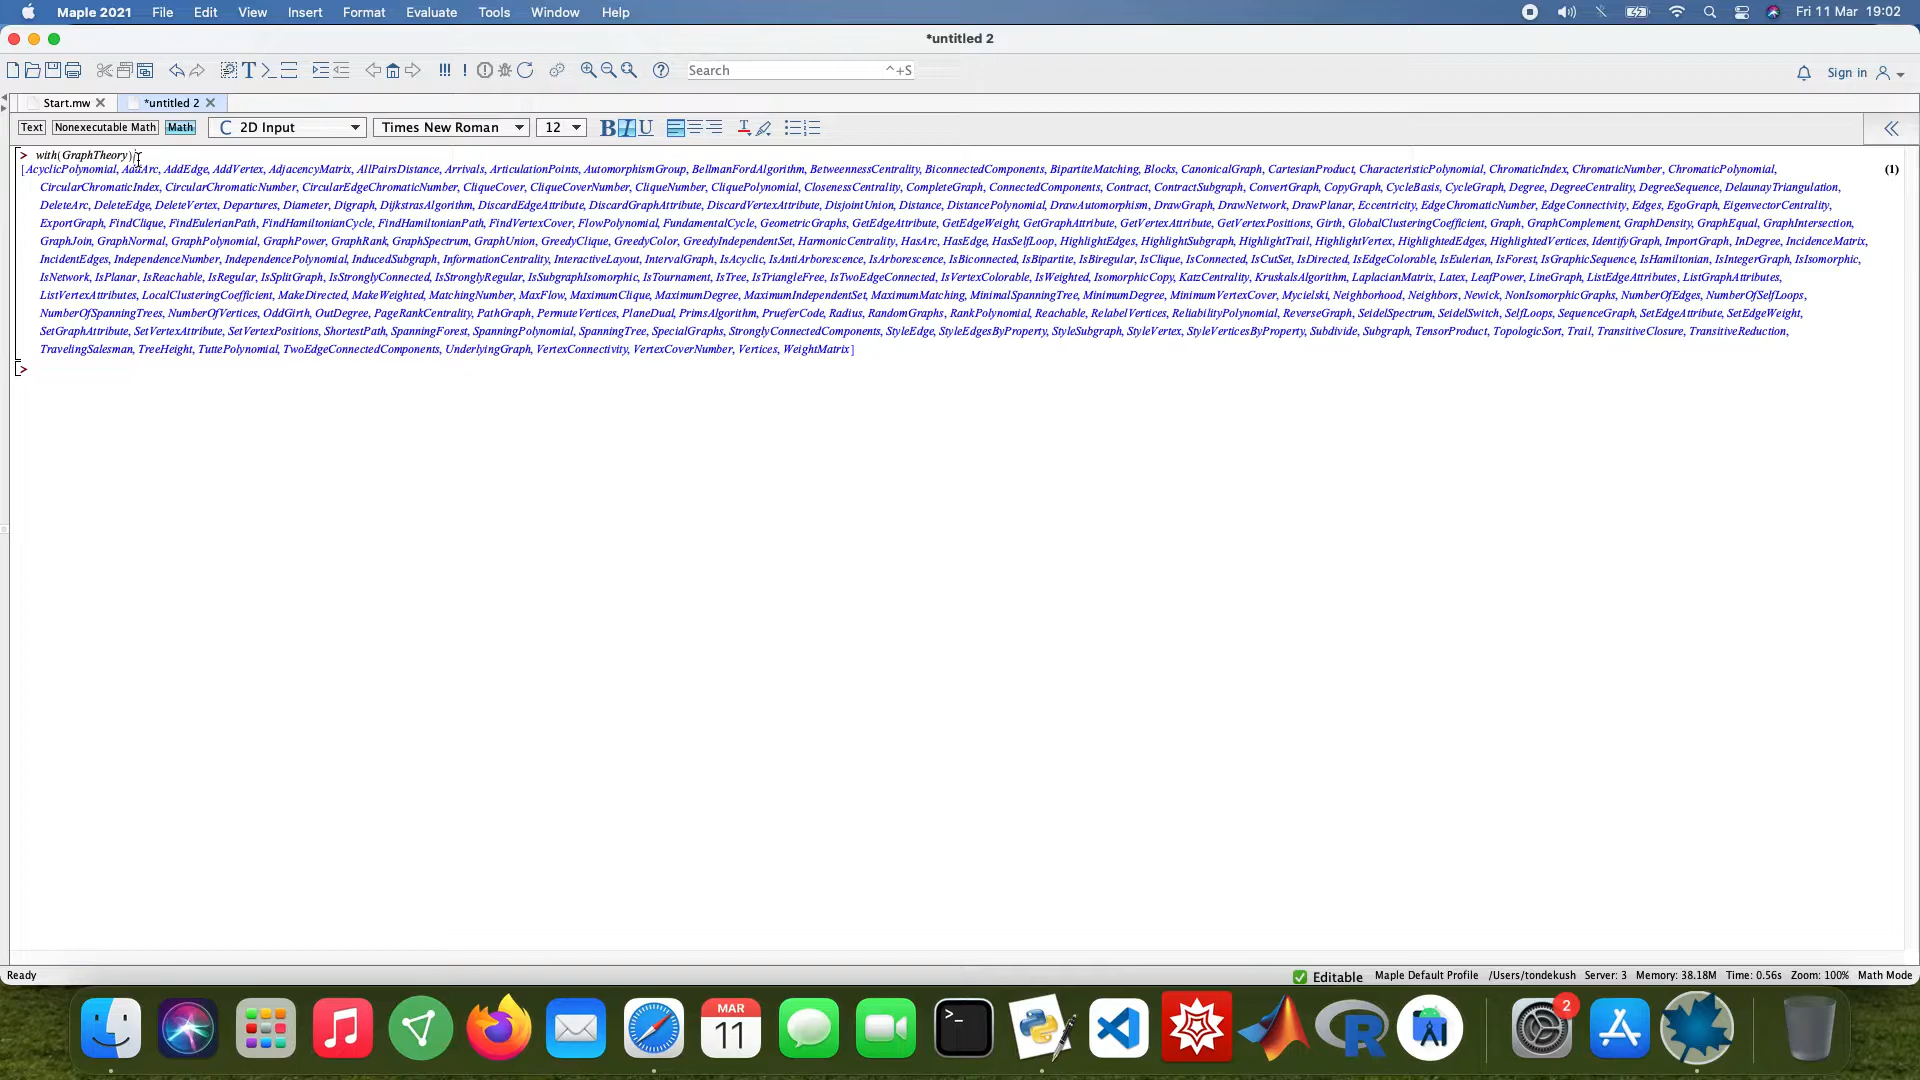 Maple 2021 File Edit View Insert Format Evaluate Tools Window Help Fri 11 Mar 19:02
*untitled 2
Search ^+S Sign in
Start.mw *untitled 2
Text Nonexecutable Math Math C 2D Input Times New Roman 12 B I U
> with(GraphTheory)
[AcyclicPolynomial, AddArc, AddEdge, AddVertex, AdjacencyMatrix, AllPairsDistance, Arrivals, ArticulationPoints, AutomorphismGroup, BellmanFordAlgorithm, BetweennessCentrality, BiconnectedComponents, BipartiteMatching, Blocks, CanonicalGraph, CartesianProduct, CharacteristicPolynomial, ChromaticIndex, ChromaticNumber, ChromaticPolynomial, (1)
CircularChromaticIndex, CircularChromaticNumber, CircularEdgeChromaticNumber, CliqueCover, CliqueCoverNumber, CliqueNumber, CliquePolynomial, ClosenessCentrality, CompleteGraph, ConnectedComponents, Contract, ContractSubgraph, ConvertGraph, CopyGraph, CycleBasis, CycleGraph, Degree, DegreeCentrality, DegreeSequence, DelaunayTriangulation,
DeleteArc, DeleteEdge, DeleteVertex, Departures, Diameter, Digraph, DijkstrasAlgorithm, DiscardEdgeAttribute, DiscardGraphAttribute, DiscardVertexAttribute, DisjointUnion, Distance, DistancePolynomial, DrawAutomorphism, DrawGraph, DrawNetwork, DrawPlanar, Eccentricity, EdgeChromaticNumber, EdgeConnectivity, Edges, EgoGraph, EigenvectorCentrality,
ExportGraph, FindClique, FindEulerianPath, FindHamiltonianCycle, FindHamiltonianPath, FindVertexCover, FlowPolynomial, FundamentalCycle, GeometricGraphs, GetEdgeAttribute, GetEdgeWeight, GetGraphAttribute, GetVertexAttribute, GetVertexPositions, Girth, GlobalClusteringCoefficient, Graph, GraphComplement, GraphDensity, GraphEqual, GraphIntersection,
GraphJoin, GraphNormal, GraphPolynomial, GraphPower, GraphRank, GraphSpectrum, GraphUnion, GreedyClique, GreedyColor, GreedyIndependentSet, HarmonicCentrality, HasArc, HasEdge, HasSelfLoop, HighlightEdges, HighlightSubgraph, HighlightTrail, HighlightVertex, HighlightedEdges, HighlightedVertices, IdentifyGraph, ImportGraph, InDegree, IncidenceMatrix,
IncidentEdges, IndependenceNumber, IndependencePolynomial, InducedSubgraph, InformationCentrality, InteractiveLayout, IntervalGraph, IsAcyclic, IsAntiArborescence, IsArborescence, IsBiconnected, IsBipartite, IsBiregular, IsClique, IsConnected, IsCutSet, IsDirected, IsEdgeColorable, IsEulerian, IsForest, IsGraphicSequence, IsHamiltonian, IsIntegerGraph, IsIsomorphic,
IsNetwork, IsPlanar, IsReachable, IsRegular, IsSplitGraph, IsStronglyConnected, IsStronglyRegular, IsSubgraphIsomorphic, IsTournament, IsTree, IsTriangleFree, IsTwoEdgeConnected, IsVertexColorable, IsWeighted, IsomorphicCopy, KatzCentrality, KruskalsAlgorithm, LaplacianMatrix, Latex, LeafPower, LineGraph, ListEdgeAttributes, ListGraphAttributes,
ListVertexAttributes, LocalClusteringCoefficient, MakeDirected, MakeWeighted, MatchingNumber, MaxFlow, MaximumClique, MaximumDegree, MaximumIndependentSet, MaximumMatching, MinimalSpanningTree, MinimumDegree, MinimumVertexCover, Mycielski, Neighborhood, Neighbors, Newick, NonIsomorphicGraphs, NumberOfEdges, NumberOfSelfLoops,
NumberOfSpanningTrees, NumberOfVertices, OddGirth, OutDegree, PageRankCentrality, PathGraph, PermuteVertices, PlaneDual, PrimsAlgorithm, PrueferCode, Radius, RandomGraphs, RankPolynomial, Reachable, RelabelVertices, ReliabilityPolynomial, ReverseGraph, SeidelSpectrum, SeidelSwitch, SelfLoops, SequenceGraph, SetEdgeAttribute, SetEdgeWeight,
SetGraphAttribute, SetVertexAttribute, SetVertexPositions, ShortestPath, SpanningForest, SpanningPolynomial, SpanningTree, SpecialGraphs, StronglyConnectedComponents, StyleEdge, StyleEdgesByProperty, StyleSubgraph, StyleVertex, StyleVerticesByProperty, Subdivide, Subgraph, TensorProduct, TopologicSort, Trail, TransitiveClosure, TransitiveReduction,
TravelingSalesman, TreeHeight, TuttePolynomial, TwoEdgeConnectedComponents, UnderlyingGraph, VertexConnectivity, VertexCoverNumber, Vertices, WeightMatrix]
>
Ready Editable Maple Default Profile /Users/tondekush Server: 3 Memory: 38.18M Time: 0.56s Zoom: 100% Math Mode
MAR
11
>_
R
A
2